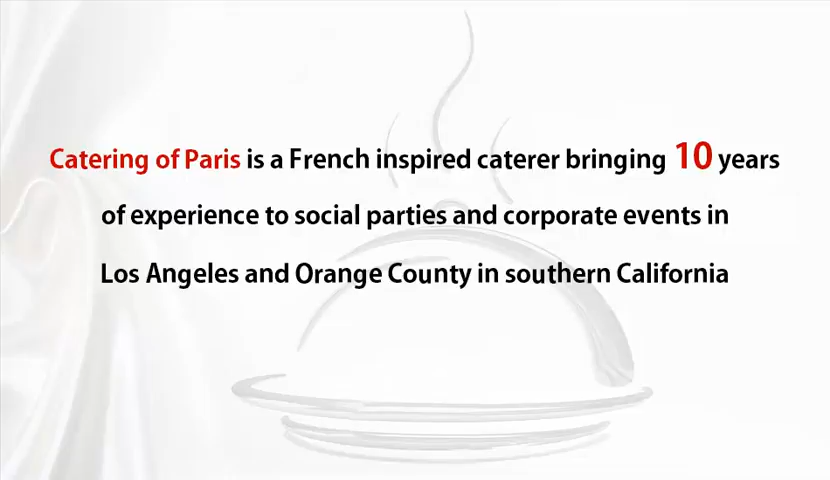 Catering of Paris is a French inspired caterer bringing 10 years
of experience to social parties and corporate events in
Los Angeles and Orange County in southern California